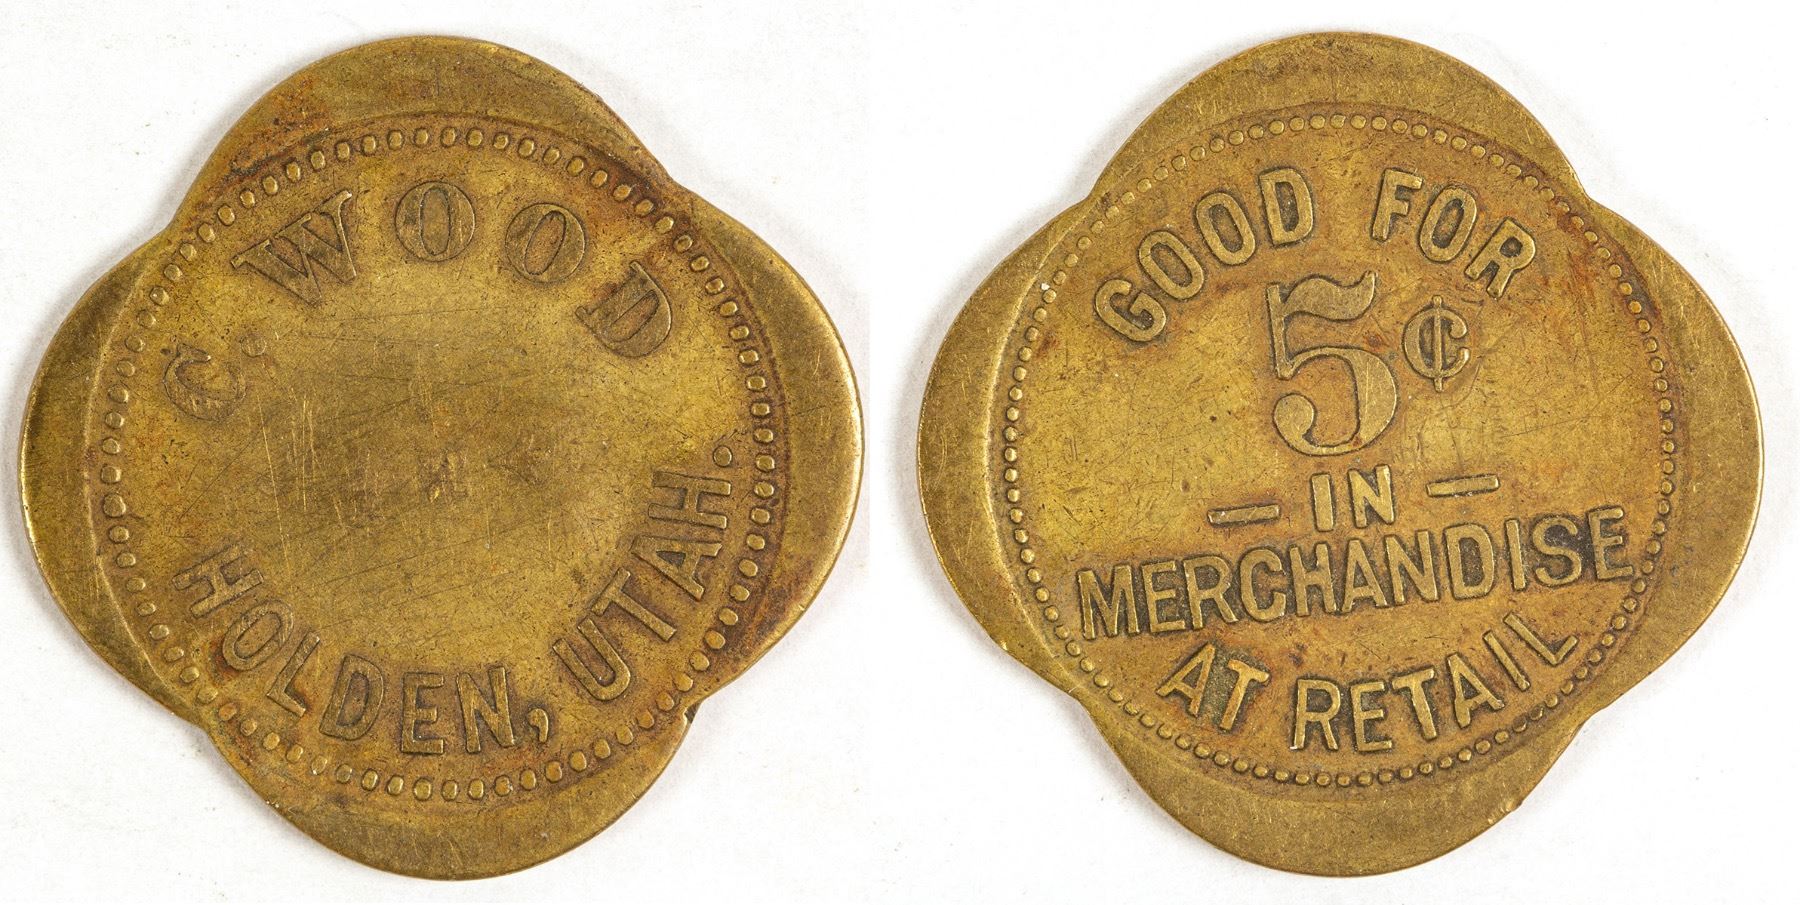 C. WOOD
HOLDEN, UTAH.
GOOD FOR
5¢
— IN —
MERCHANDISE
AT RETAIL